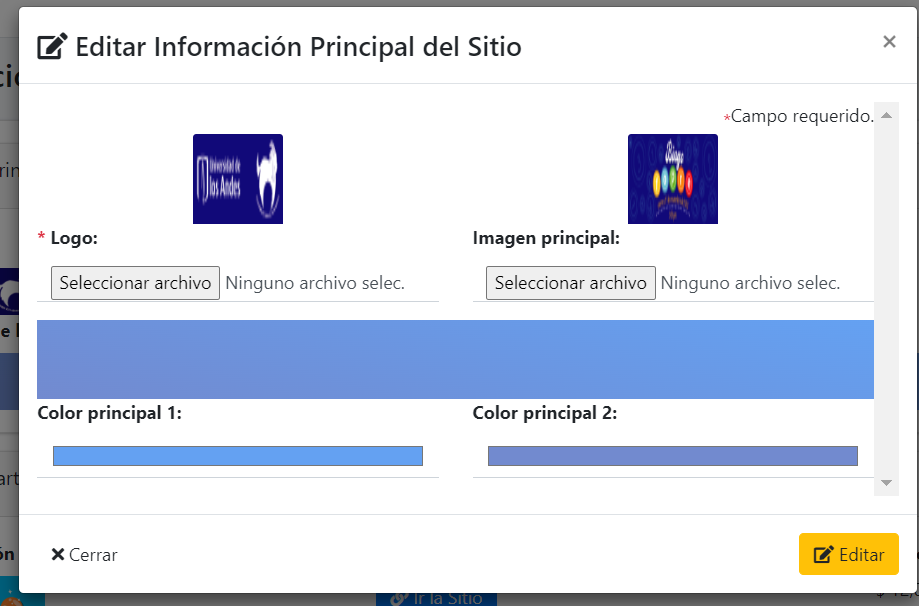 Editar Información Principal del Sitio
×
*Campo requerido.
Universidad de
los Andes
Bingo
* Logo:
Imagen principal:
Seleccionar archivo Ninguno archivo selec.
Seleccionar archivo Ninguno archivo selec.
Color principal 1:
Color principal 2:
Cerrar
Editar
Ir la Sitio